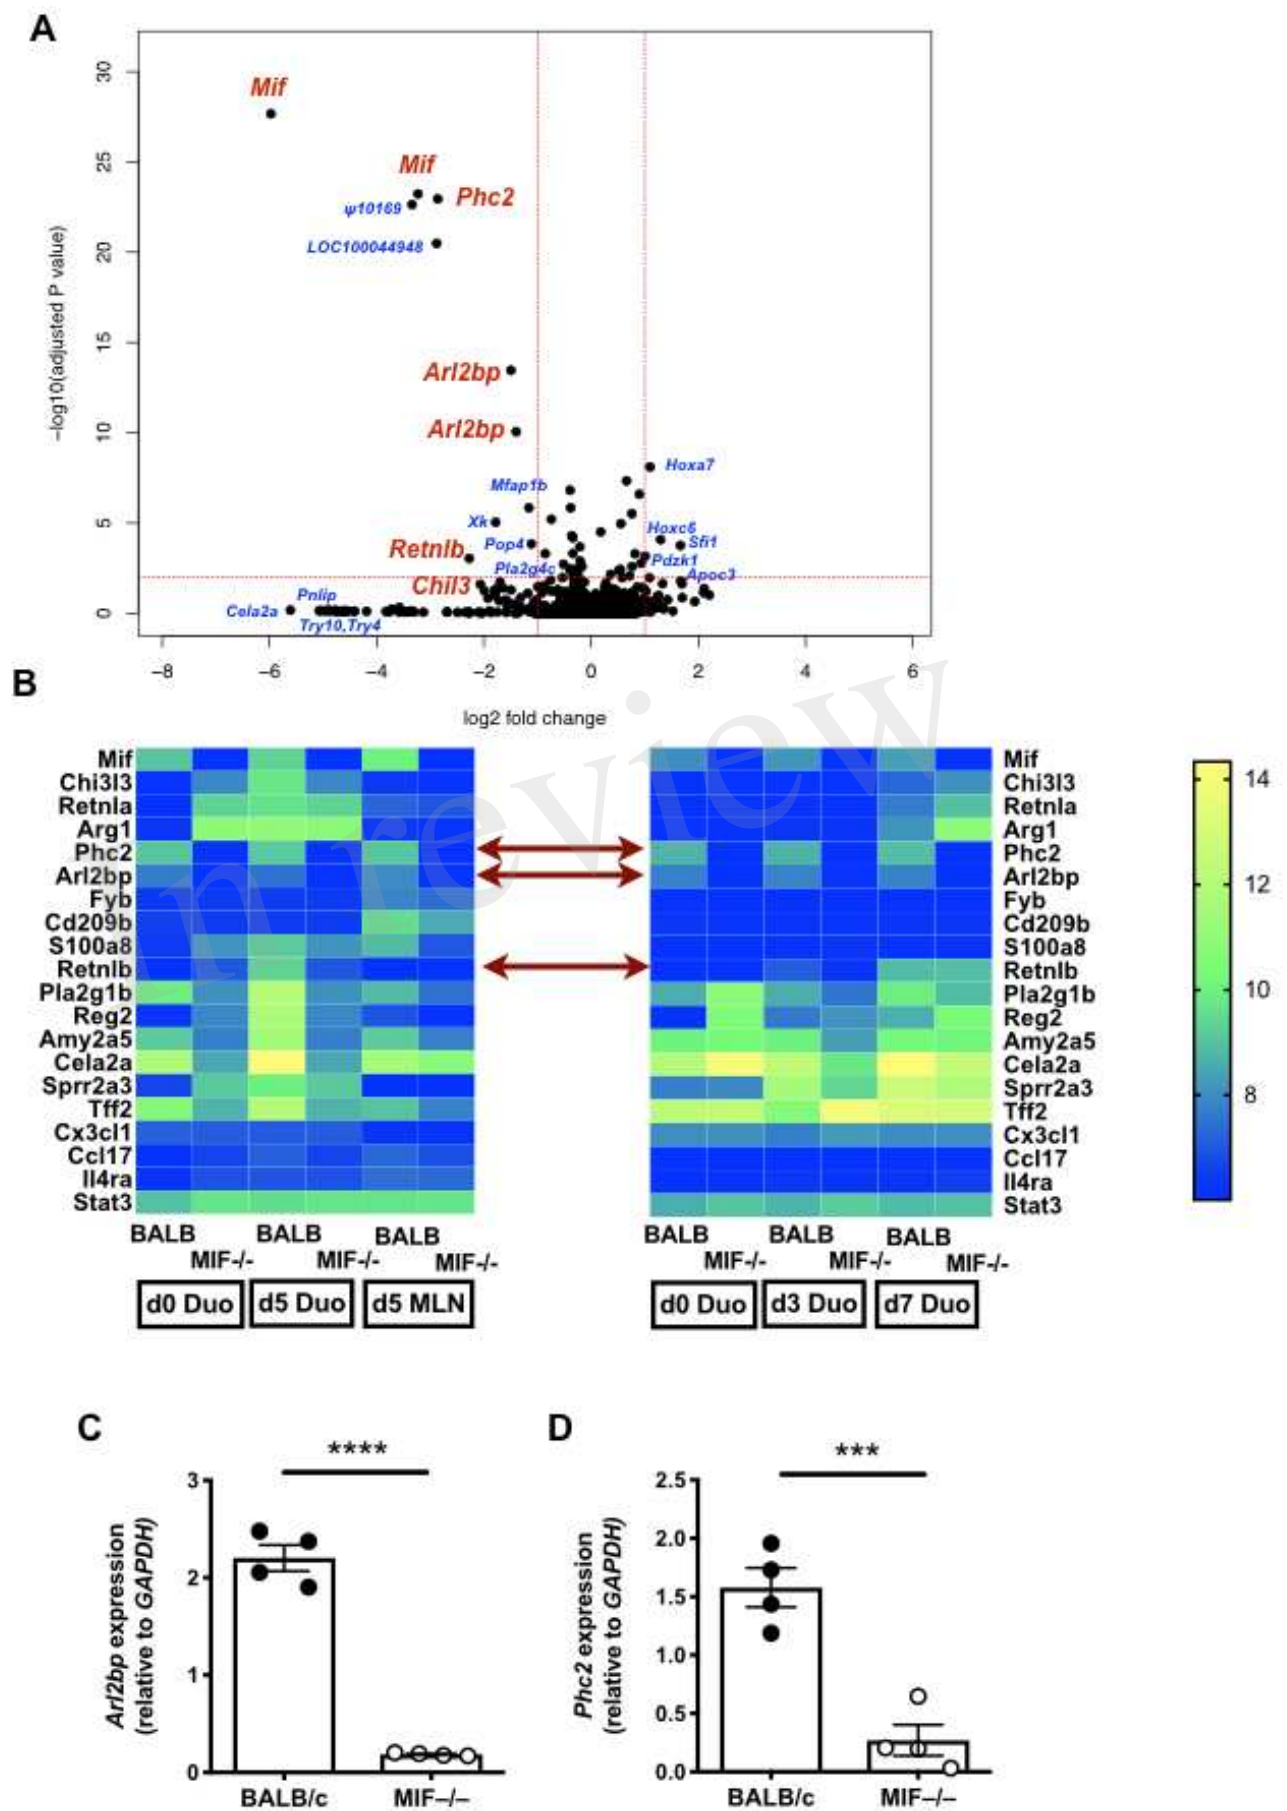 A
30
25
20
15
10
5
0
−log10(adjusted P value)
Mif
Mif
Phc2
ψ10169
LOC100044948
Arl2bp
Arl2bp
Hoxa7
Mfap1b
Xk
Hoxc6
Retnlb
Pop4
Sfi1
Pla2g4c
Pdzk1
Chil3
Apoc3
Pnlip
Cela2a
Try10,Try4
−8 −6 −4 −2 0 2 4 6
log2 fold change
In review
B
Mif
Chi3l3
Retnla
Arg1
Phc2
Arl2bp
Fyb
Cd209b
S100a8
Retnlb
Pla2g1b
Reg2
Amy2a5
Cela2a
Sprr2a3
Tff2
Cx3cl1
Ccl17
Il4ra
Stat3
BALB BALB BALB
MIF-/- MIF-/- MIF-/-
d0 Duo d5 Duo d5 MLN
Mif
Chi3l3
Retnla
Arg1
Phc2
Arl2bp
Fyb
Cd209b
S100a8
Retnlb
Pla2g1b
Reg2
Amy2a5
Cela2a
Sprr2a3
Tff2
Cx3cl1
Ccl17
Il4ra
Stat3
BALB BALB BALB
MIF-/- MIF-/- MIF-/-
d0 Duo d3 Duo d7 Duo
14
12
10
8
C
****
3
2
1
0
Arl2bp expression
(relative to GAPDH)
BALB/c MIF–/–
D
***
2.5
2.0
1.5
1.0
0.5
0.0
Phc2 expression
(relative to GAPDH)
BALB/c MIF–/–